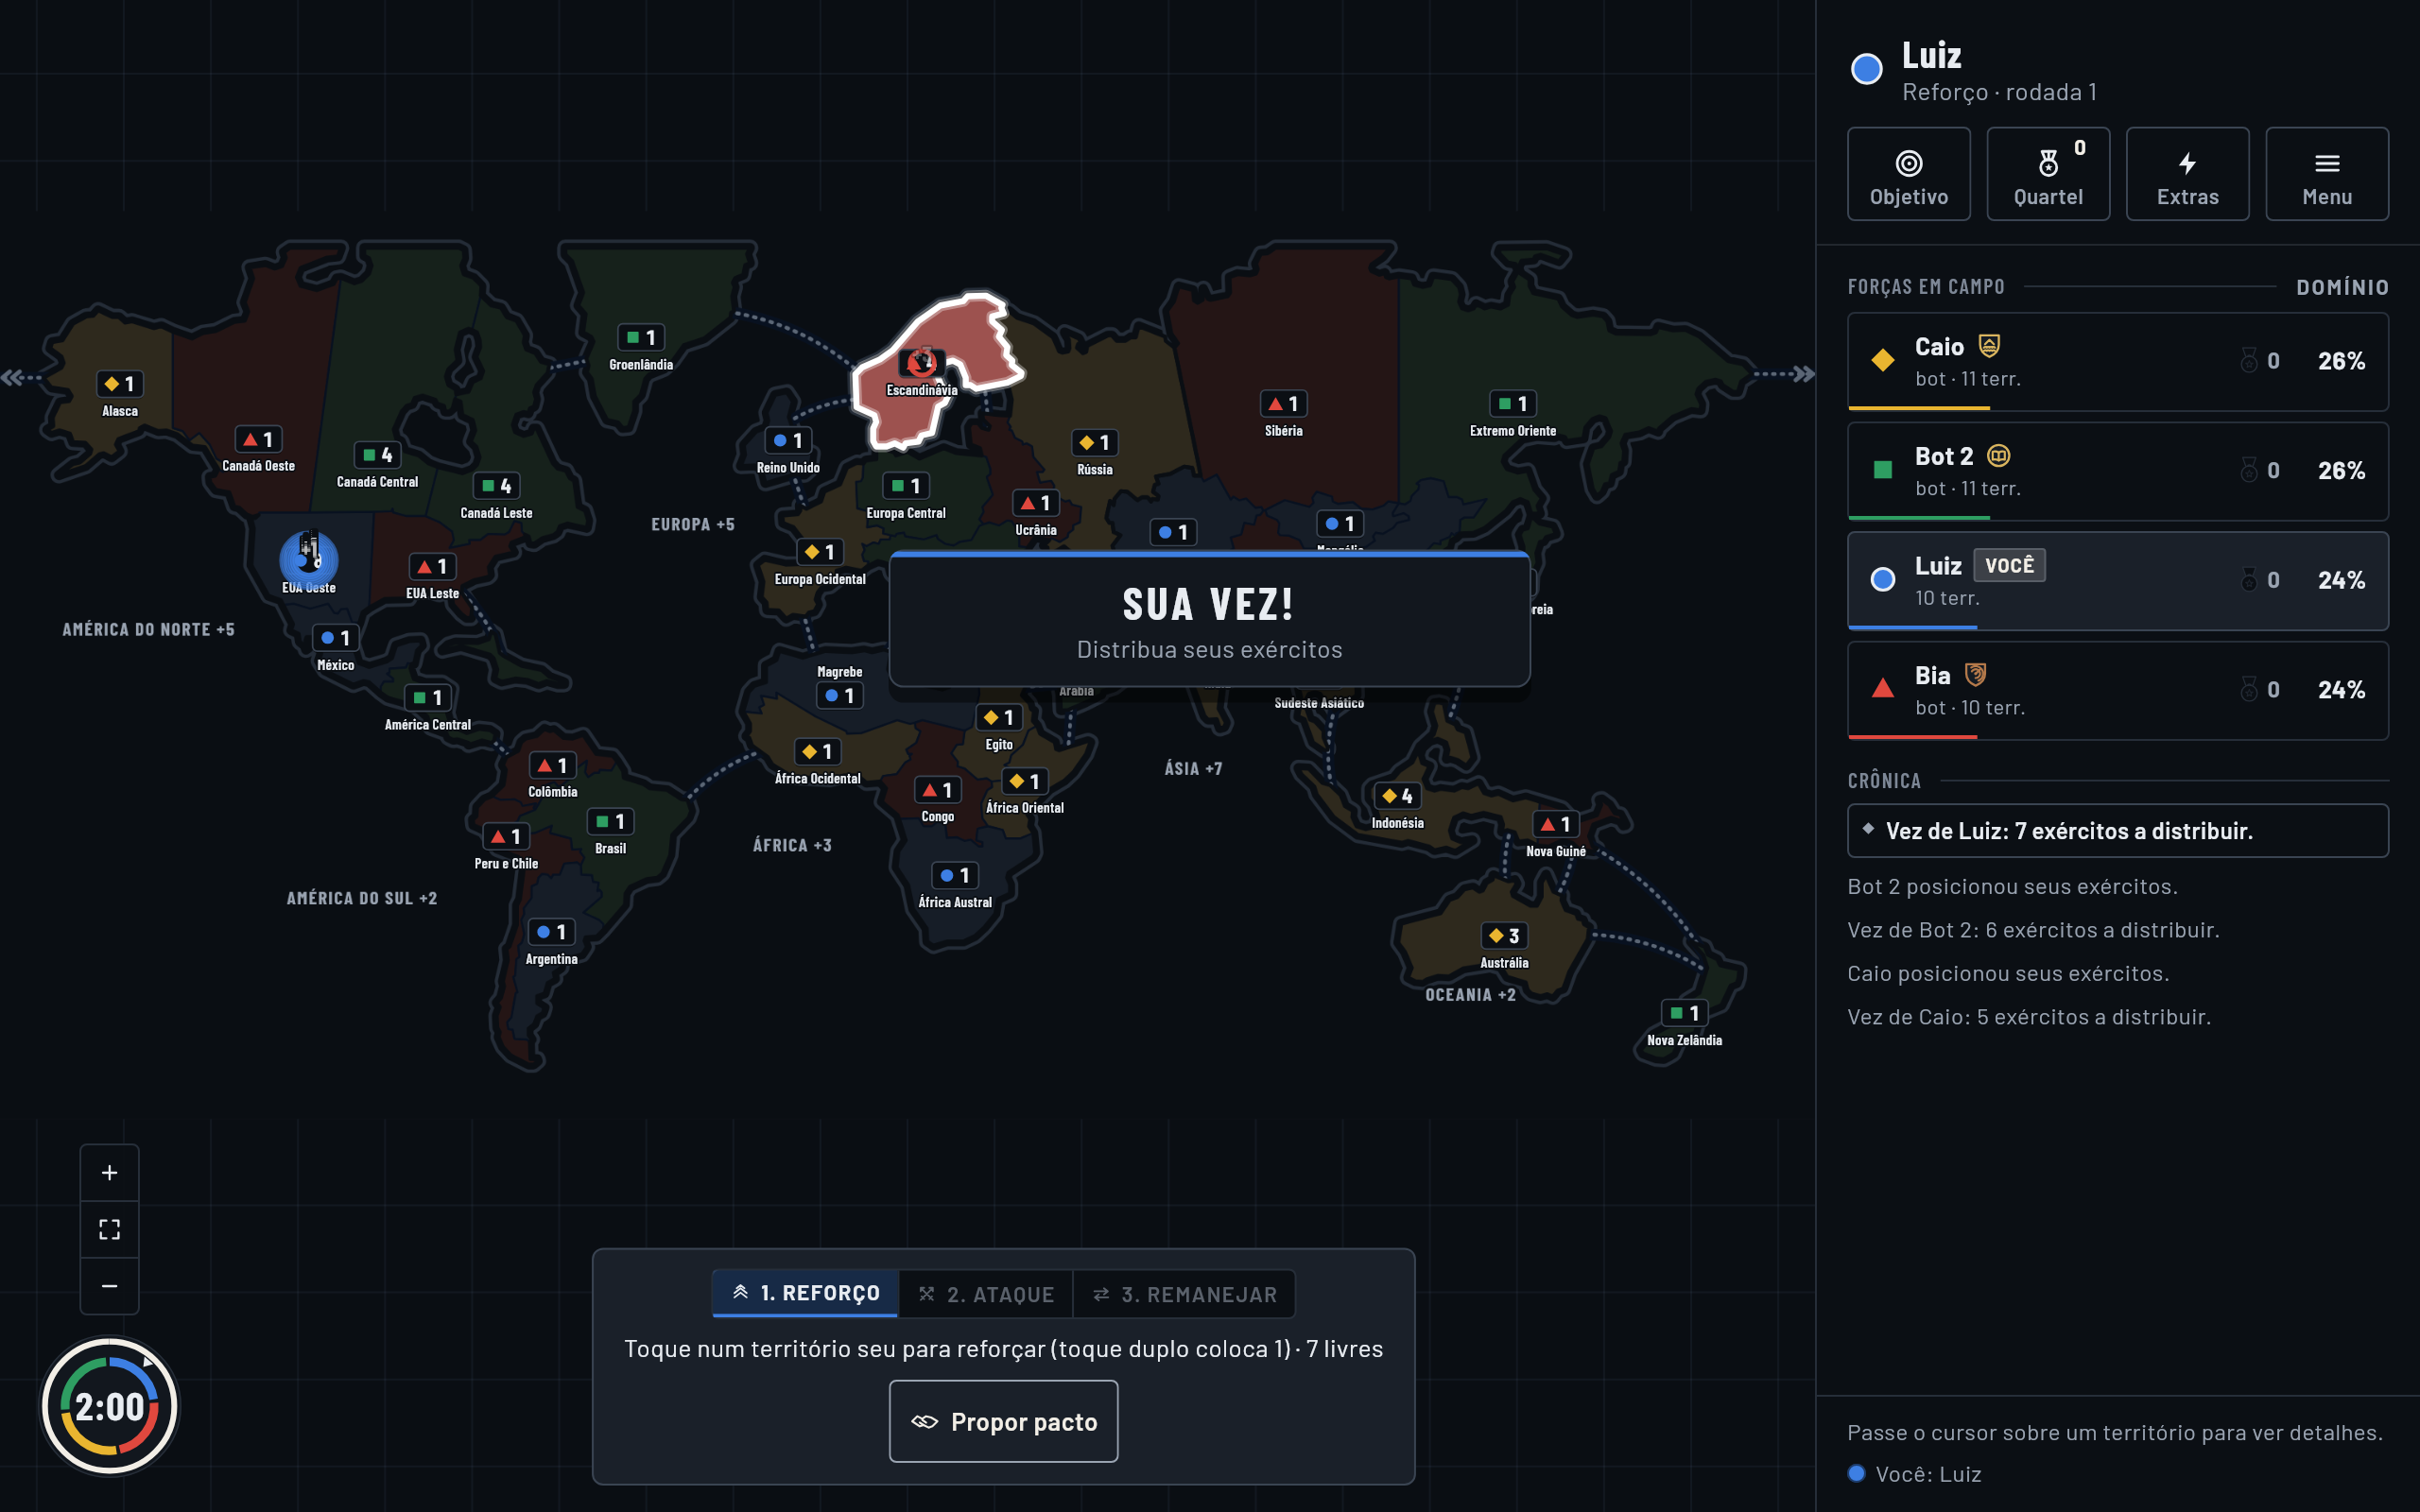 Luiz
Reforço · rodada 1
Objetivo
0
Quartel
Extras
Menu
FORÇAS EM CAMPO
DOMÍNIO
Caio
bot · 11 terr.
0
26%
Bot 2
bot · 11 terr.
0
26%
Luiz
VOCÊ
10 terr.
0
24%
Bia
bot · 10 terr.
0
24%
CRÔNICA
Vez de Luiz: 7 exércitos a distribuir.
Bot 2 posicionou seus exércitos.
Vez de Bot 2: 6 exércitos a distribuir.
Caio posicionou seus exércitos.
Vez de Caio: 5 exércitos a distribuir.
Passe o cursor sobre um território para ver detalhes.
Você: Luiz
1
Groenlândia
1
Alasca
1
Canadá Oeste
4
Canadá Central
4
Canadá Leste
EUA Oeste
1
EUA Leste
AMÉRICA DO NORTE +5
1
México
1
América Central
1
Colômbia
1
Peru e Chile
1
Brasil
AMÉRICA DO SUL +2
1
Argentina
Escandinávia
1
Reino Unido
EUROPA +5
1
Europa Central
1
Ucrânia
1
Rússia
1
Europa Ocidental
1
Sibéria
1
Extremo Oriente
1
1
SUA VEZ!
Distribua seus exércitos
Magrebe
1
Arábia
Sudeste Asiático
1
Egito
1
África Ocidental
1
Congo
1
África Oriental
ÁFRICA +3
1
África Austral
ÁSIA +7
4
Indonésia
1
Nova Guiné
3
Austrália
OCEANIA +2
1
Nova Zelândia
+
−
2:00
1. REFORÇO
2. ATAQUE
3. REMANEJAR
Toque num território seu para reforçar (toque duplo coloca 1) · 7 livres
Propor pacto